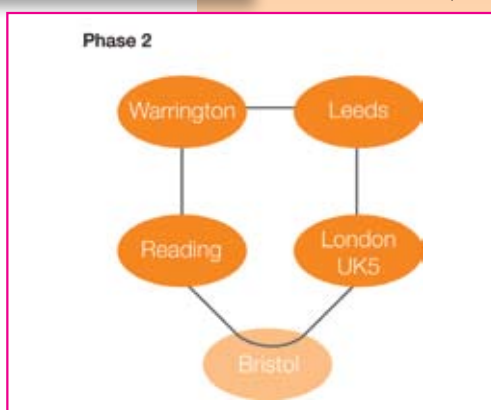 Phase 2
Warrington
Leeds
Reading
London
UK5
Bristol